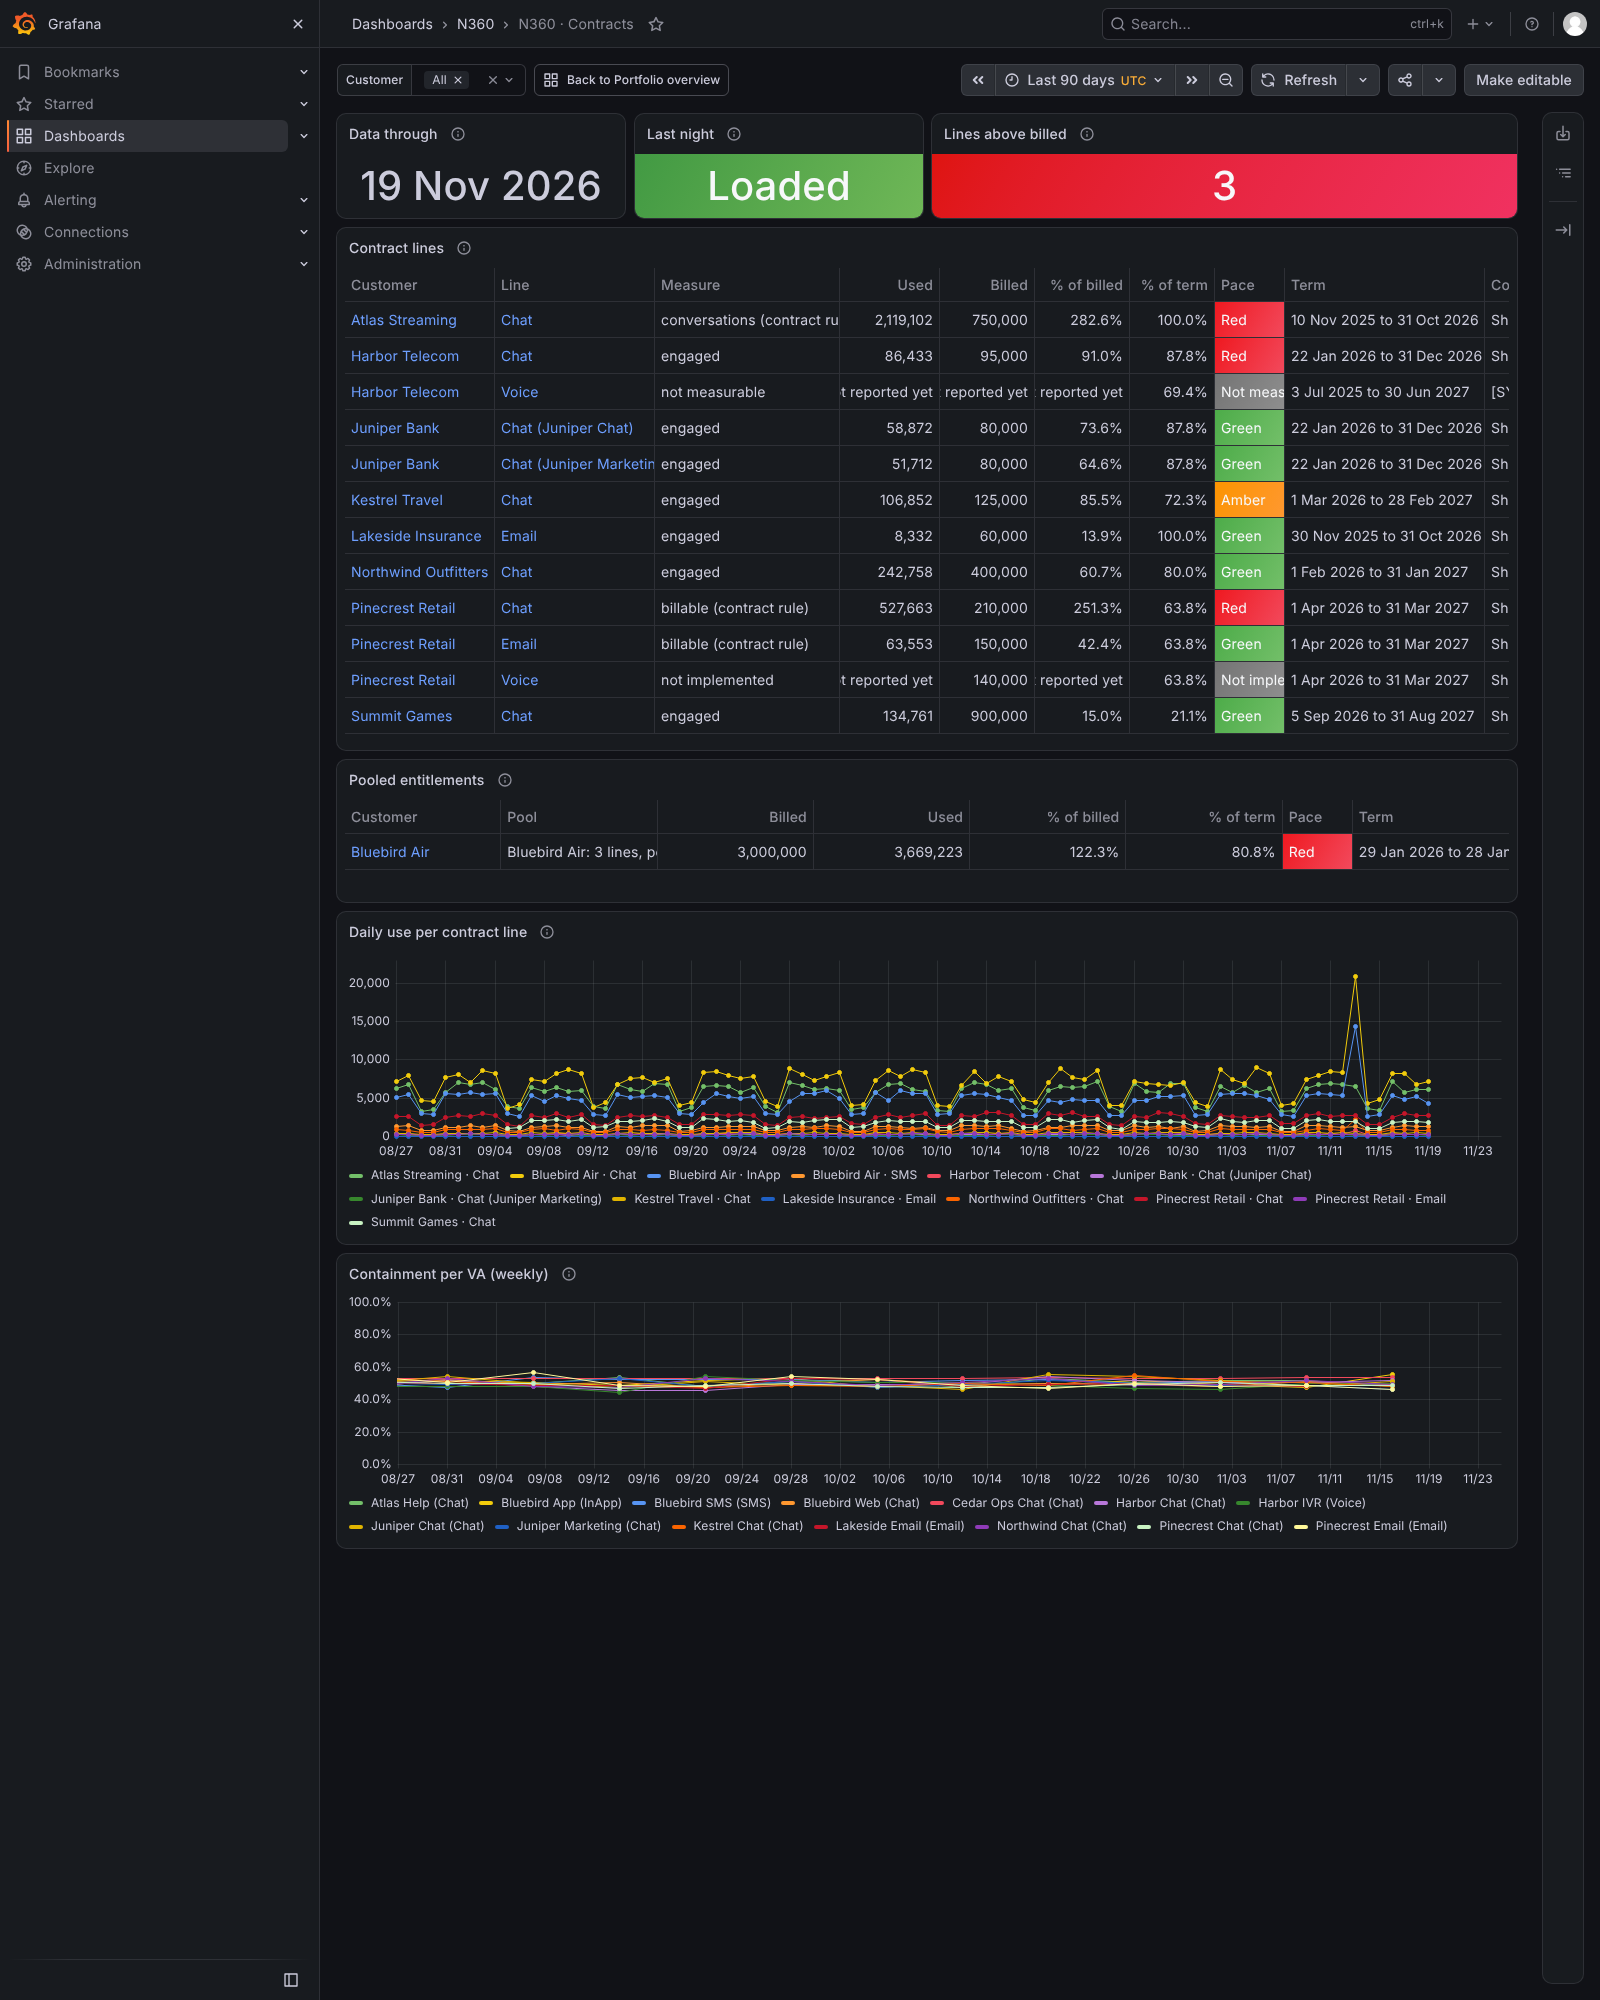 Grafana
Dashboards › N360 › N360 · Contracts
Search...
ctrl+k
Bookmarks
Starred
Dashboards
Explore
Alerting
Connections
Administration
Customer
All
Back to Portfolio overview
Last 90 days UTC
Refresh
Make editable
Data through
19 Nov 2026
Last night
Loaded
Lines above billed
3
Contract lines
Customer Line Measure Used Billed % of billed % of term Pace Term Co
Atlas Streaming Chat conversations (contract ru 2,119,102 750,000 282.6% 100.0% Red 10 Nov 2025 to 31 Oct 2026 Sh
Harbor Telecom Chat engaged 86,433 95,000 91.0% 87.8% Red 22 Jan 2026 to 31 Dec 2026 Sh
Harbor Telecom Voice not measurable t reported yet reported yet reported yet 69.4% Not meas 3 Jul 2025 to 30 Jun 2027 [SY
Juniper Bank Chat (Juniper Chat) engaged 58,872 80,000 73.6% 87.8% Green 22 Jan 2026 to 31 Dec 2026 Sh
Juniper Bank Chat (Juniper Marketin engaged 51,712 80,000 64.6% 87.8% Green 22 Jan 2026 to 31 Dec 2026 Sh
Kestrel Travel Chat engaged 106,852 125,000 85.5% 72.3% Amber 1 Mar 2026 to 28 Feb 2027 Sh
Lakeside Insurance Email engaged 8,332 60,000 13.9% 100.0% Green 30 Nov 2025 to 31 Oct 2026 Sh
Northwind Outfitters Chat engaged 242,758 400,000 60.7% 80.0% Green 1 Feb 2026 to 31 Jan 2027 Sh
Pinecrest Retail Chat billable (contract rule) 527,663 210,000 251.3% 63.8% Red 1 Apr 2026 to 31 Mar 2027 Sh
Pinecrest Retail Email billable (contract rule) 63,553 150,000 42.4% 63.8% Green 1 Apr 2026 to 31 Mar 2027 Sh
Pinecrest Retail Voice not implemented t reported yet 140,000 reported yet 63.8% Not imple 1 Apr 2026 to 31 Mar 2027 Sh
Summit Games Chat engaged 134,761 900,000 15.0% 21.1% Green 5 Sep 2026 to 31 Aug 2027 Sh
Pooled entitlements
Customer Pool Billed Used % of billed % of term Pace Term
Bluebird Air Bluebird Air: 3 lines, p 3,000,000 3,669,223 122.3% 80.8% Red 29 Jan 2026 to 28 Jan
Daily use per contract line
20,000
15,000
10,000
5,000
0
08/27 08/31 09/04 09/08 09/12 09/16 09/20 09/24 09/28 10/02 10/06 10/10 10/14 10/18 10/22 10/26 10/30 11/03 11/07 11/11 11/15 11/19 11/23
Atlas Streaming · Chat Bluebird Air · Chat Bluebird Air · InApp Bluebird Air · SMS Harbor Telecom · Chat Juniper Bank · Chat (Juniper Chat)
Juniper Bank · Chat (Juniper Marketing) Kestrel Travel · Chat Lakeside Insurance · Email Northwind Outfitters · Chat Pinecrest Retail · Chat Pinecrest Retail · Email
Summit Games · Chat
Containment per VA (weekly)
100.0%
80.0%
60.0%
40.0%
20.0%
0.0%
08/27 08/31 09/04 09/08 09/12 09/16 09/20 09/24 09/28 10/02 10/06 10/10 10/14 10/18 10/22 10/26 10/30 11/03 11/07 11/11 11/15 11/19 11/23
Atlas Help (Chat) Bluebird App (InApp) Bluebird SMS (SMS) Bluebird Web (Chat) Cedar Ops Chat (Chat) Harbor Chat (Chat) Harbor IVR (Voice)
Juniper Chat (Chat) Juniper Marketing (Chat) Kestrel Chat (Chat) Lakeside Email (Email) Northwind Chat (Chat) Pinecrest Chat (Chat) Pinecrest Email (Email)